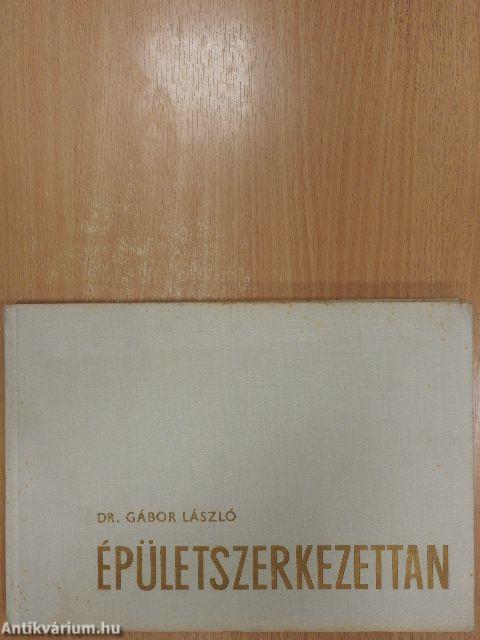 DR. GÁBOR LÁSZLÓ
ÉPÜLETSZERKEZETTAN
Antikvárium.hu